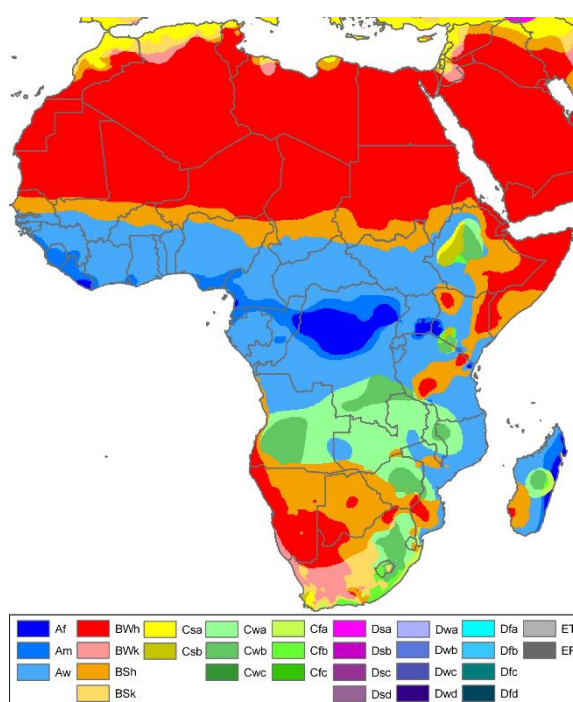 Af BWh Csa Cwa Cfa Dsa Dwa Dfa ET
Am BWk Csb Cwb Cfb Dsb Dwb Dfb EF
Aw BSh Cwc Cfc Dsc Dwc Dfc
BSk Dsd Dwd Dfd